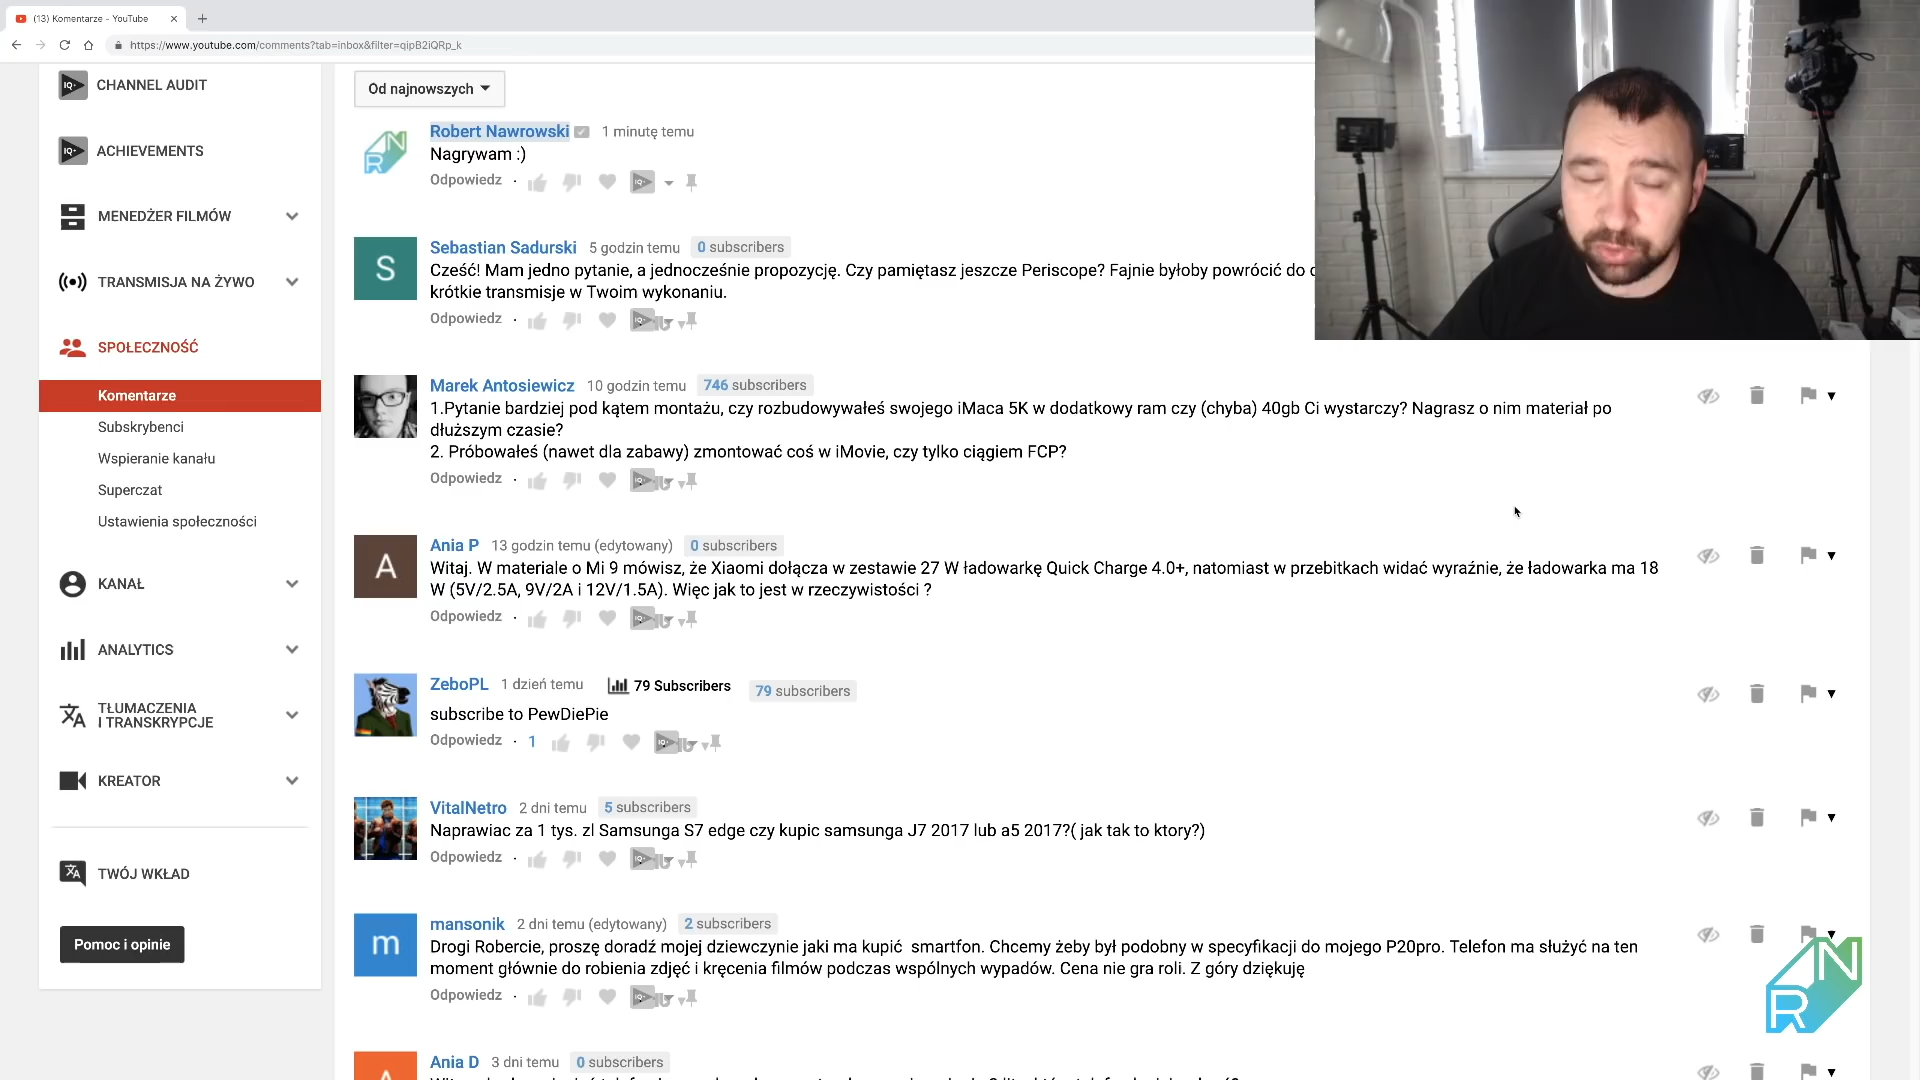 (13) Komentarze - YouTube
https://www.youtube.com/comments?tab=inbox&filter=qipB2iQRp_k
CHANNEL AUDIT
ACHIEVEMENTS
MENEDŻER FILMÓW
TRANSMISJA NA ŻYWO
SPOŁECZNOŚĆ
Komentarze
Subskrybenci
Wspieranie kanału
Superczat
Ustawienia społeczności
KANAŁ
ANALYTICS
TŁUMACZENIA
I TRANSKRYPCJE
KREATOR
TWÓJ WKŁAD
Pomoc i opinie
Od najnowszych
Robert Nawrowski 1 minutę temu
Nagrywam :)
Odpowiedz
S
Sebastian Sadurski 5 godzin temu 0 subscribers
Cześć! Mam jedno pytanie, a jednocześnie propozycję. Czy pamiętasz jeszcze Periscope? Fajnie byłoby powrócić do
krótkie transmisje w Twoim wykonaniu.
Odpowiedz
Marek Antosiewicz 10 godzin temu 746 subscribers
1.Pytanie bardziej pod kątem montażu, czy rozbudowywałeś swojego iMaca 5K w dodatkowy ram czy (chyba) 40gb Ci wystarczy? Nagrasz o nim materiał po
dłuższym czasie?
2. Próbowałeś (nawet dla zabawy) zmontować coś w iMovie, czy tylko ciągiem FCP?
Odpowiedz
A
Ania P 13 godzin temu (edytowany) 0 subscribers
Witaj. W materiale o Mi 9 mówisz, że Xiaomi dołącza w zestawie 27 W ładowarkę Quick Charge 4.0+, natomiast w przebitkach widać wyraźnie, że ładowarka ma 18
W (5V/2.5A, 9V/2A i 12V/1.5A). Więc jak to jest w rzeczywistości ?
Odpowiedz
ZeboPL 1 dzień temu 79 Subscribers 79 subscribers
subscribe to PewDiePie
Odpowiedz · 1
VitalNetro 2 dni temu 5 subscribers
Naprawiac za 1 tys. zl Samsunga S7 edge czy kupic samsunga J7 2017 lub a5 2017?( jak tak to ktory?)
Odpowiedz
m
mansonik 2 dni temu (edytowany) 2 subscribers
Drogi Robercie, proszę doradź mojej dziewczynie jaki ma kupić smartfon. Chcemy żeby był podobny w specyfikacji do mojego P20pro. Telefon ma służyć na ten
moment głównie do robienia zdjęć i kręcenia filmów podczas wspólnych wypadów. Cena nie gra roli. Z góry dziękuję
Odpowiedz
Ania D 3 dni temu 0 subscribers
RN